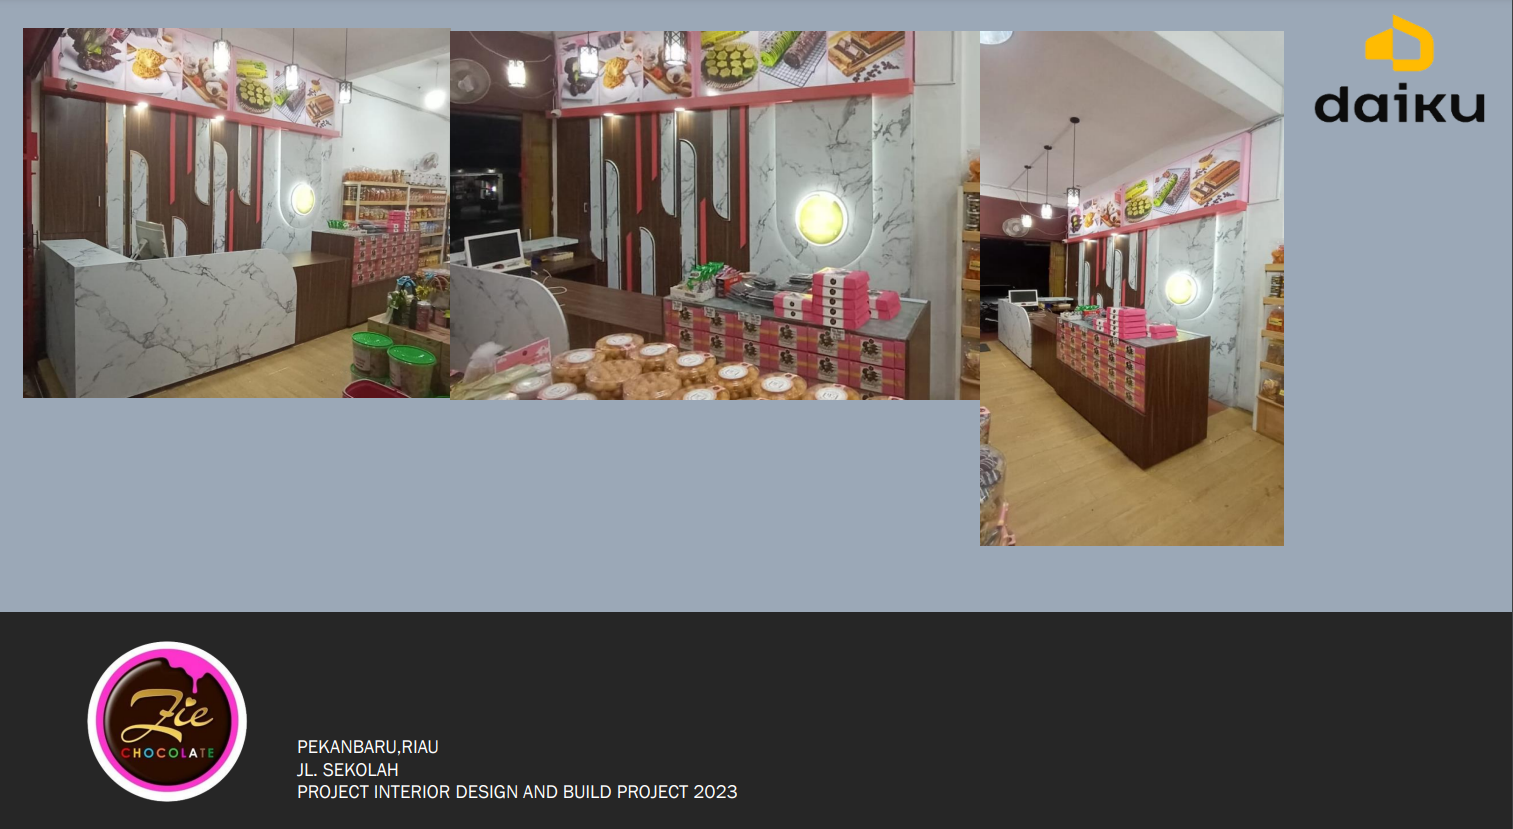 daiku
Zie
CHOCOLATE
PEKANBARU,RIAU
JL. SEKOLAH
PROJECT INTERIOR DESIGN AND BUILD PROJECT 2023